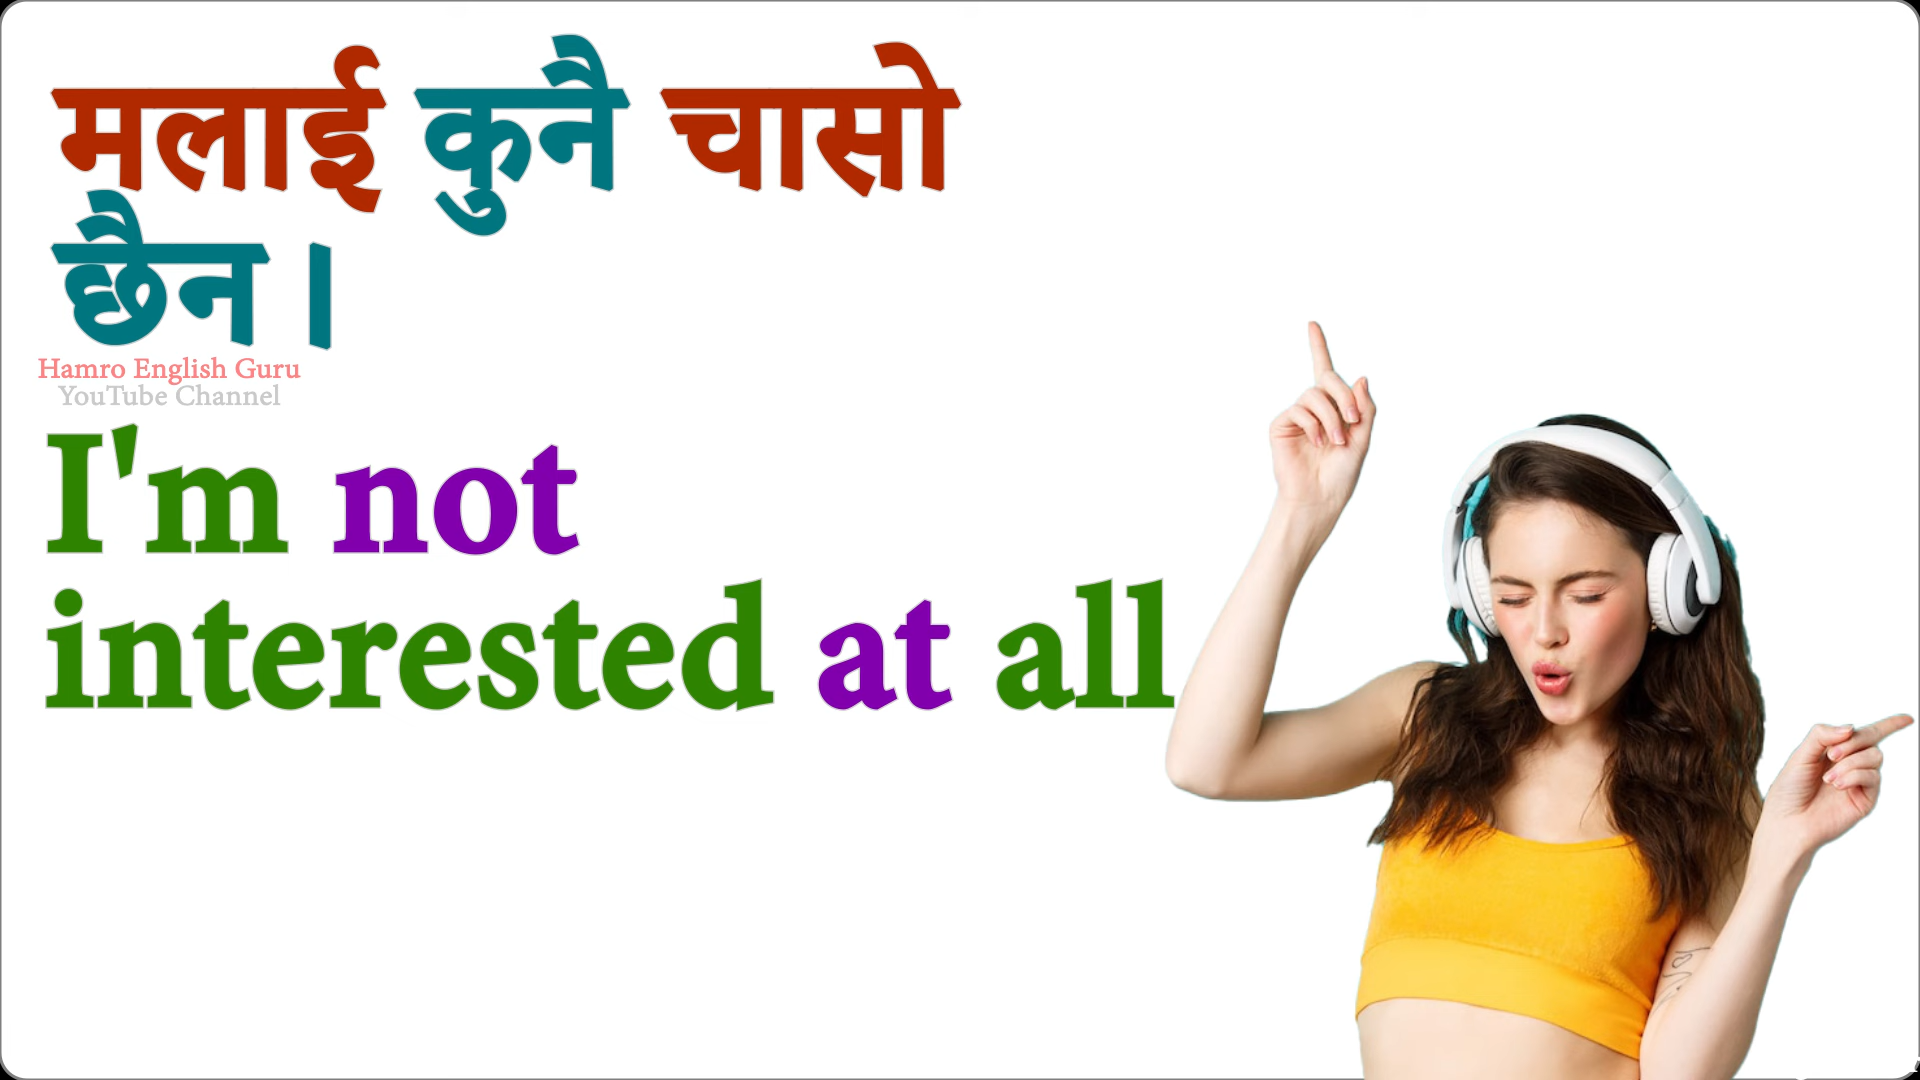 मलाई कुनै चासो
छैन ।
Hamro English Guru
YouTube Channel
I'm not
interested at all